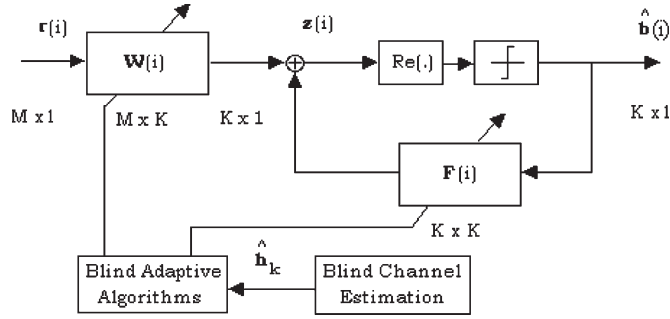 r(i)
z(i)
b̂(i)
W(i)
Re(.)
M x 1
M x K
K x 1
K x 1
F(i)
K x K
ĥk
Blind Adaptive
Algorithms
Blind Channel
Estimation